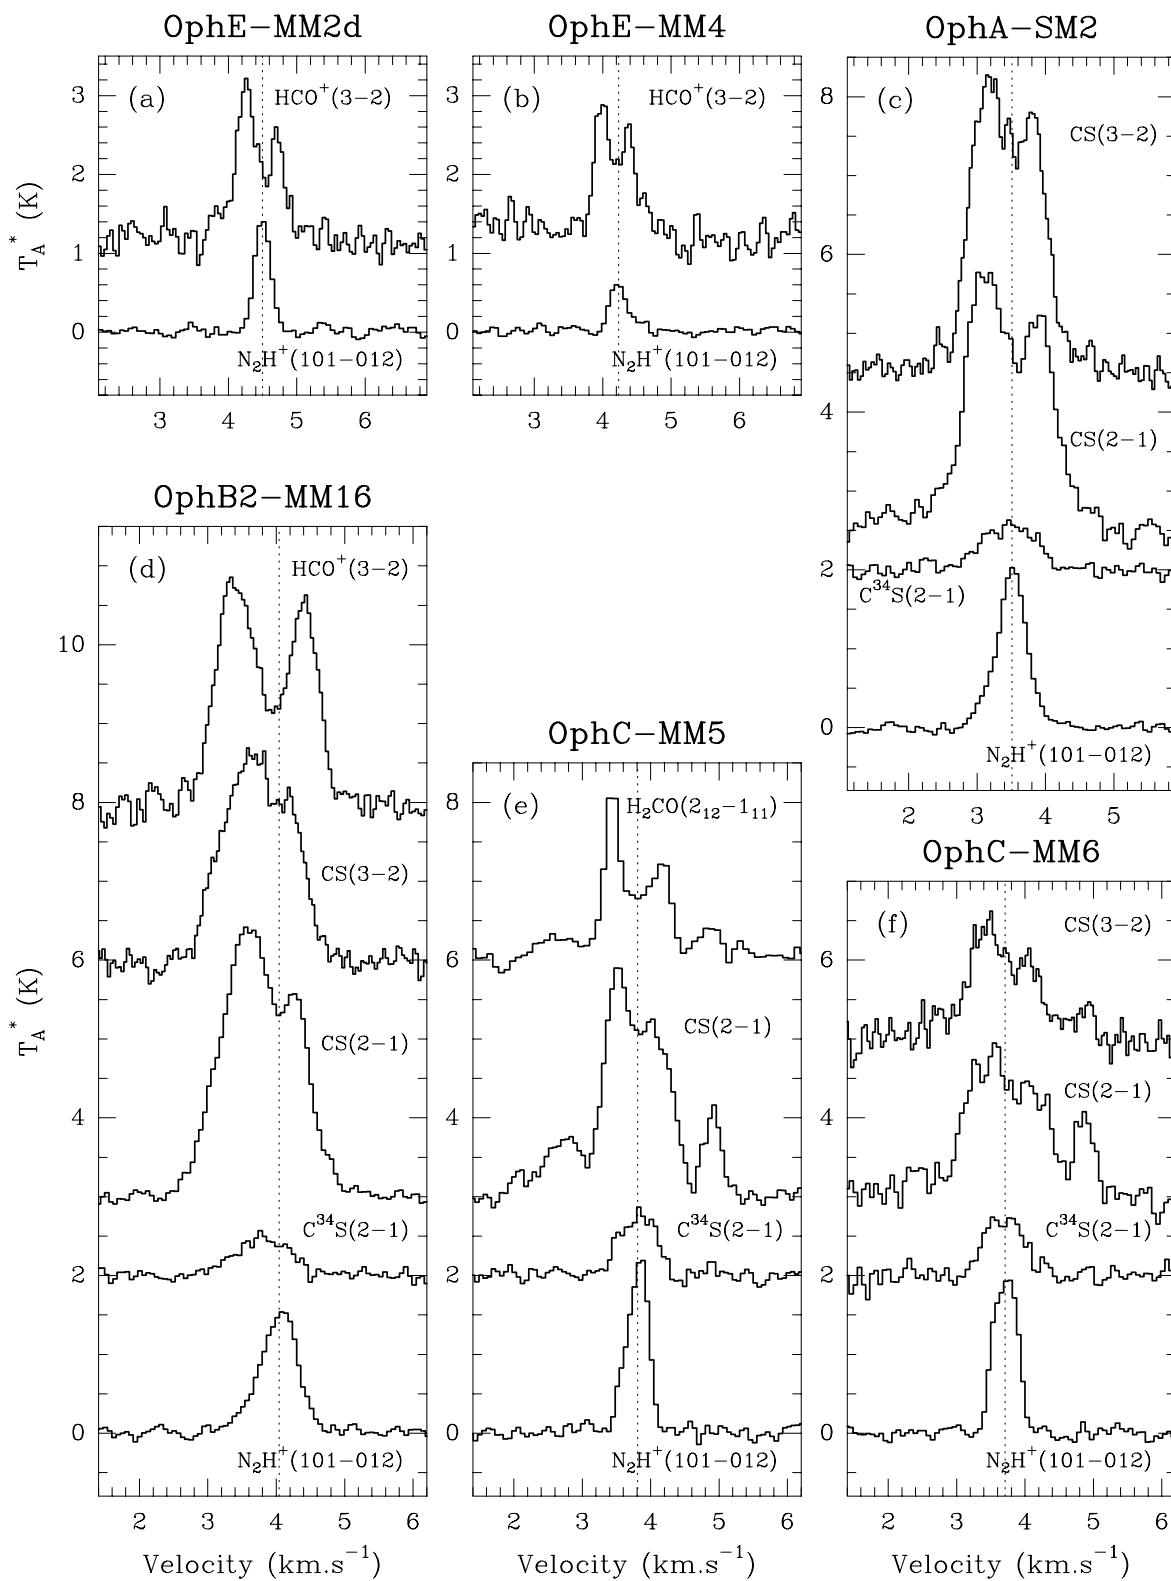 OphE−MM2d
OphE−MM4
OphA−SM2
(a)
HCO⁺(3−2)
N₂H⁺(101−012)
T_A^* (K)
3
2
1
0
3 4 5 6
(b)
HCO⁺(3−2)
N₂H⁺(101−012)
3
2
1
0
3 4 5 6
(c)
CS(3−2)
CS(2−1)
C³⁴S(2−1)
N₂H⁺(101−012)
8
6
4
2
0
2 3 4 5
OphB2−MM16
(d)
HCO⁺(3−2)
CS(3−2)
CS(2−1)
C³⁴S(2−1)
N₂H⁺(101−012)
T_A^* (K)
10
8
6
4
2
0
2 3 4 5 6
Velocity (km.s⁻¹)
OphC−MM5
(e)
H₂CO(2₁₂−1₁₁)
CS(2−1)
C³⁴S(2−1)
N₂H⁺(101−012)
8
6
4
2
0
2 3 4 5 6
Velocity (km.s⁻¹)
OphC−MM6
(f)
CS(3−2)
CS(2−1)
C³⁴S(2−1)
N₂H⁺(101−012)
6
4
2
0
2 3 4 5 6
Velocity (km.s⁻¹)